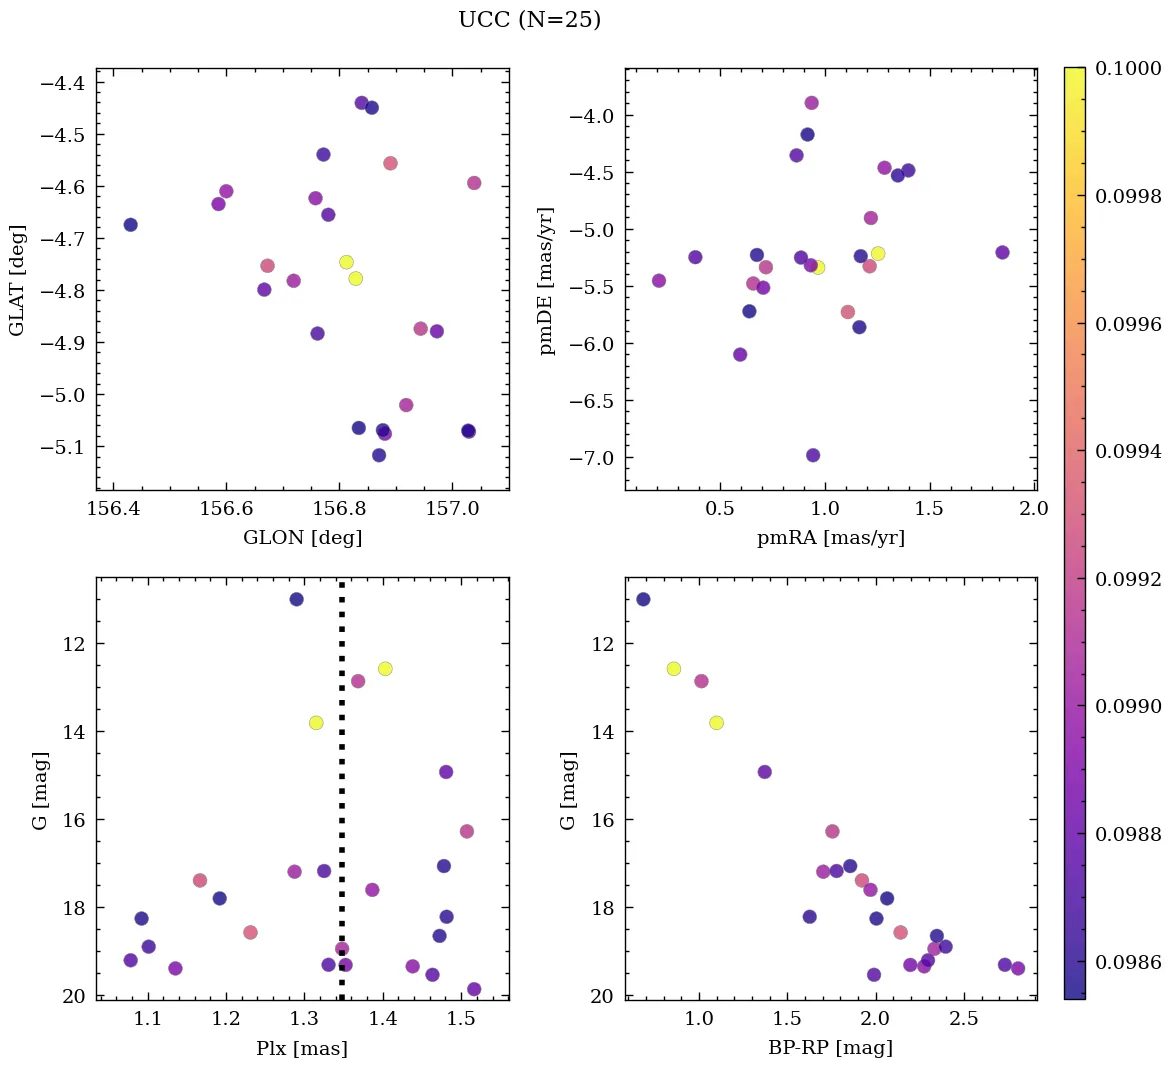 UCC (N=25)
−4.4
−4.5
−4.6
−4.7
−4.8
−4.9
−5.0
−5.1
GLAT [deg]
156.4 156.6 156.8 157.0
GLON [deg]
−4.0
−4.5
−5.0
−5.5
−6.0
−6.5
−7.0
pmDE [mas/yr]
0.5 1.0 1.5 2.0
pmRA [mas/yr]
12
14
16
18
20
G [mag]
1.1 1.2 1.3 1.4 1.5
Plx [mas]
12
14
16
18
20
G [mag]
1.0 1.5 2.0 2.5
BP-RP [mag]
0.1000
0.0998
0.0996
0.0994
0.0992
0.0990
0.0988
0.0986